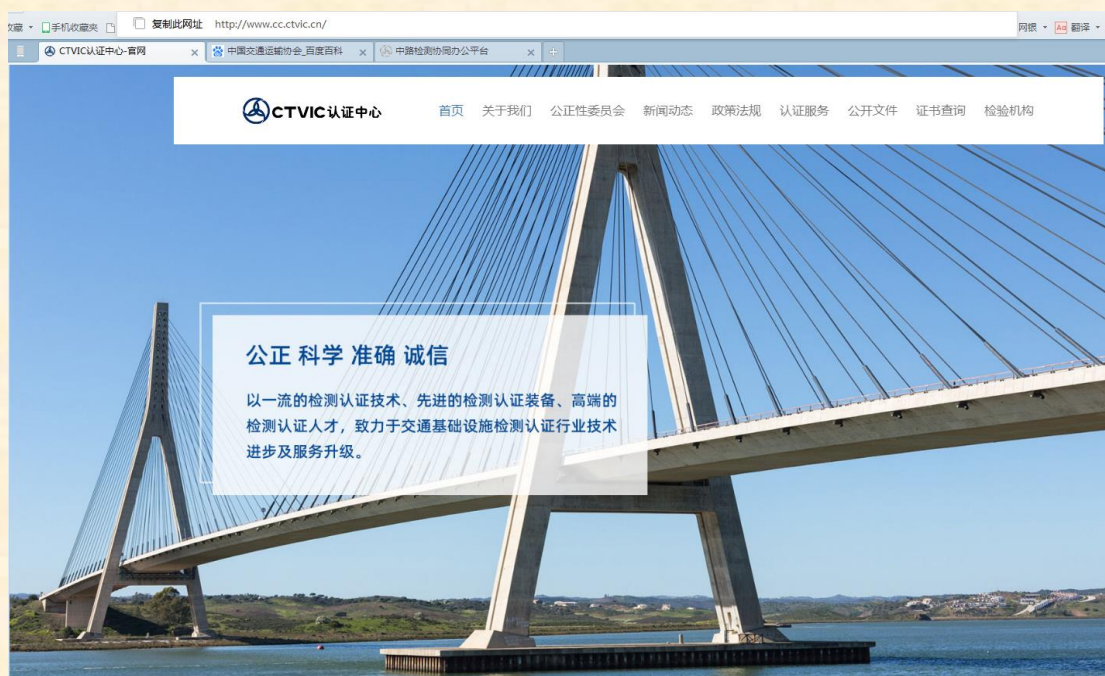 收藏 手机收藏夹 复制此网址 http://www.cc.ctvic.cn/ 网银 Aa 翻译
CTVIC认证中心-官网 中国交通运输协会_百度百科 中路检测协同办公平台
CTVIC认证中心 首页 关于我们 公正性委员会 新闻动态 政策法规 认证服务 公开文件 证书查询 检验机构
公正 科学 准确 诚信
以一流的检测认证技术、先进的检测认证装备、高端的
检测认证人才，致力于交通基础设施检测认证行业技术
进步及服务升级。